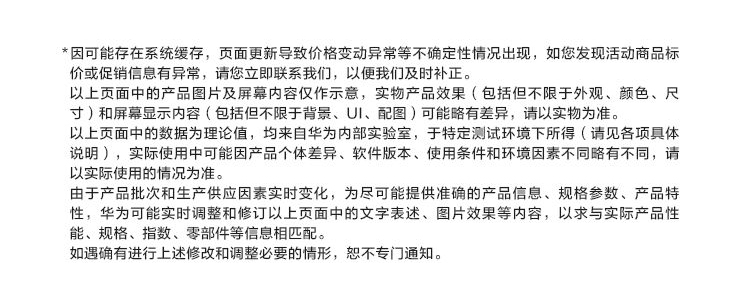 *因可能存在系统缓存，页面更新导致价格变动异常等不确定性情况出现，如您发现活动商品标
价或促销信息有异常，请您立即联系我们，以便我们及时补正。
以上页面中的产品图片及屏幕内容仅作示意，实物产品效果（包括但不限于外观、颜色、尺
寸）和屏幕显示内容（包括但不限于背景、UI、配图）可能略有差异，请以实物为准。
以上页面中的数据为理论值，均来自华为内部实验室，于特定测试环境下所得（请见各项具体
说明），实际使用中可能因产品个体差异、软件版本、使用条件和环境因素不同略有不同，请
以实际使用的情况为准。
由于产品批次和生产供应因素实时变化，为尽可能提供准确的产品信息、规格参数、产品特
性，华为可能实时调整和修订以上页面中的文字表述、图片效果等内容，以求与实际产品性
能、规格、指数、零部件等信息相匹配。
如遇确有进行上述修改和调整必要的情形，恕不专门通知。